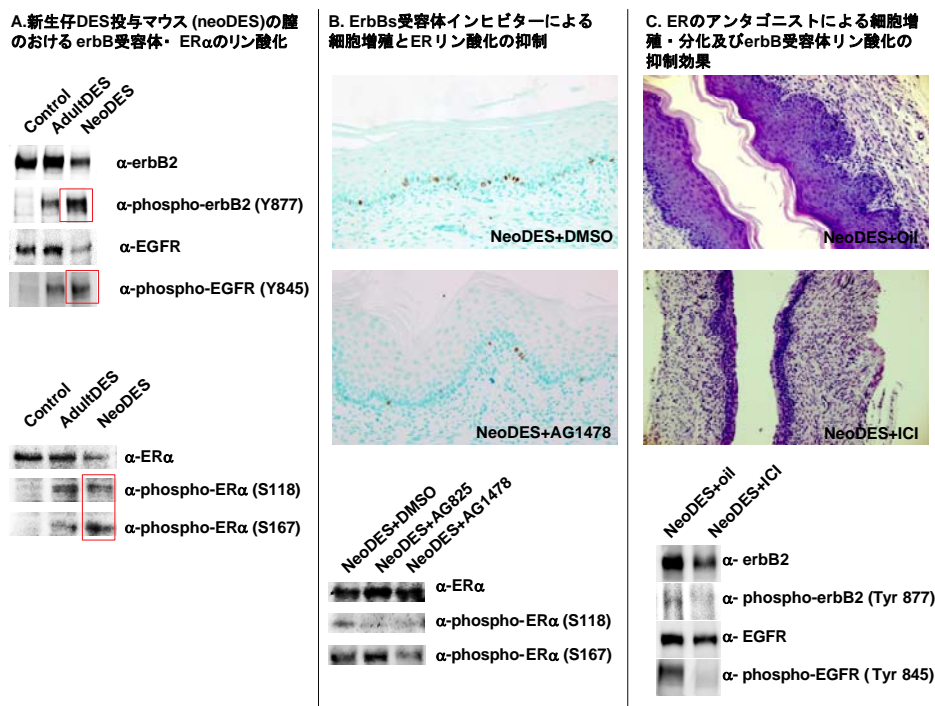 A.新生仔DES投与マウス (neoDES)の膣
のおける erbB受容体・ ERαのリン酸化
Control
AdultDES
NeoDES
α-erbB2
α-phospho-erbB2 (Y877)
α-EGFR
α-phospho-EGFR (Y845)
Control
AdultDES
NeoDES
α-ERα
α-phospho-ERα (S118)
α-phospho-ERα (S167)
B. ErbBs受容体インヒビターによる
細胞増殖とERリン酸化の抑制
NeoDES+DMSO
NeoDES+AG1478
NeoDES+DMSO
NeoDES+AG825
NeoDES+AG1478
α-ERα
α-phospho-ERα (S118)
α-phospho-ERα (S167)
C. ERのアンタゴニストによる細胞増
殖・分化及びerbB受容体リン酸化の
抑制効果
NeoDES+Oil
NeoDES+ICI
NeoDES+oil
NeoDES+ICI
α- erbB2
α- phospho-erbB2 (Tyr 877)
α- EGFR
α- phospho-EGFR ( Tyr 845)